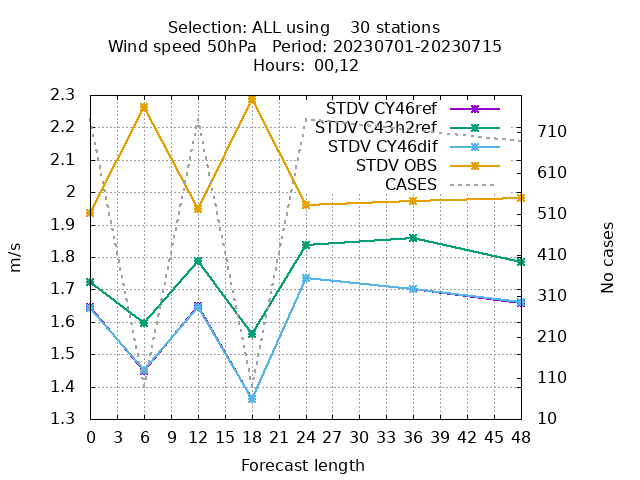 Selection: ALL using 30 stations
Wind speed 50hPa Period: 20230701-20230715
Hours: 00,12
STDV CY46ref
STDV C43h2ref
STDV CY46dif
STDV OBS
CASES
2.3
2.2
2.1
2
1.9
1.8
1.7
1.6
1.5
1.4
1.3
m/s
710
610
510
410
310
210
110
10
No cases
0 3 6 9 12 15 18 21 24 27 30 33 36 39 42 45 48
Forecast length